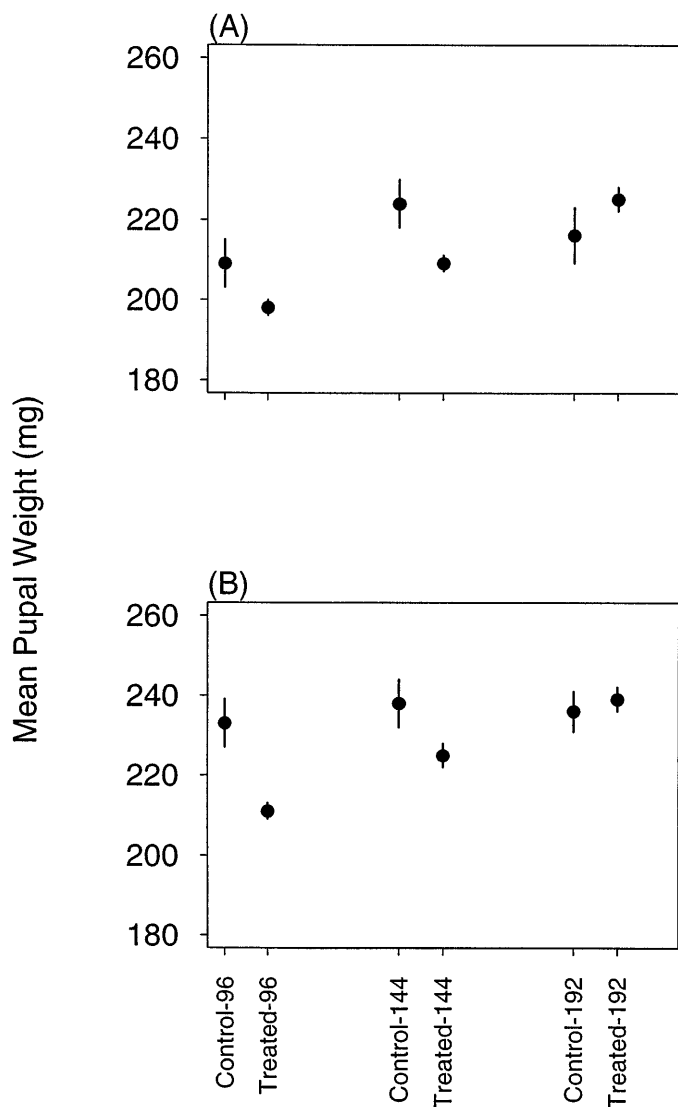 (A)
260
240
220
200
180
Mean Pupal Weight (mg)
(B)
260
240
220
200
180
Control-96
Treated-96
Control-144
Treated-144
Control-192
Treated-192